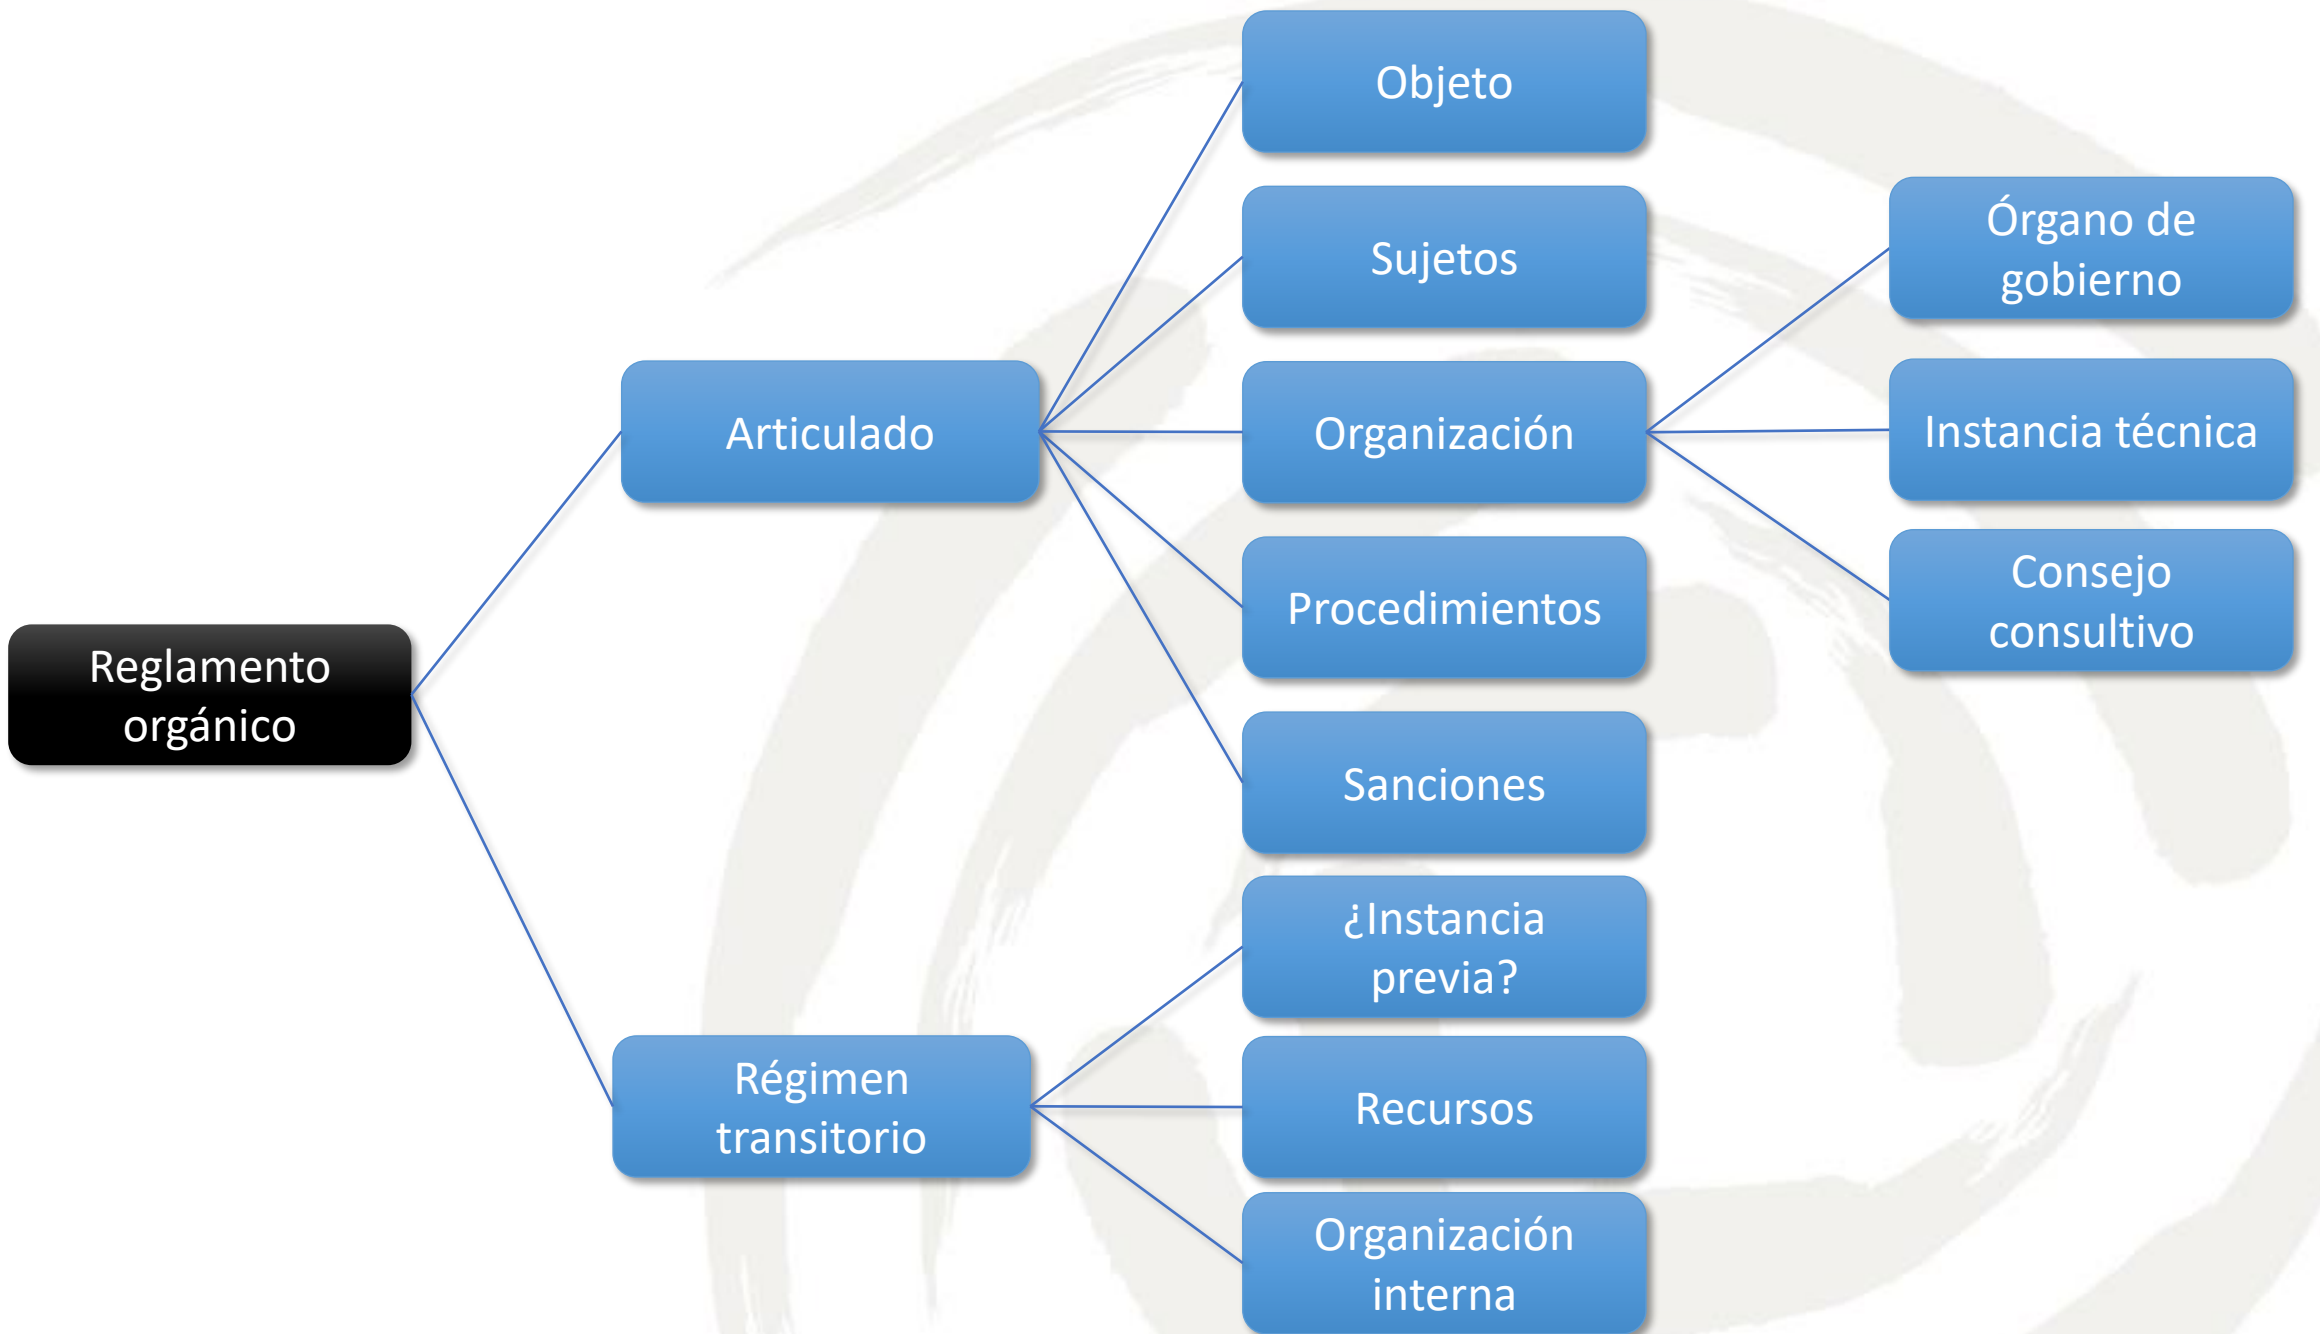 Reglamento
orgánico
Articulado
Objeto
Sujetos
Organización
Órgano de
gobierno
Instancia técnica
Consejo
consultivo
Procedimientos
Sanciones
Régimen
transitorio
¿Instancia
previa?
Recursos
Organización
interna